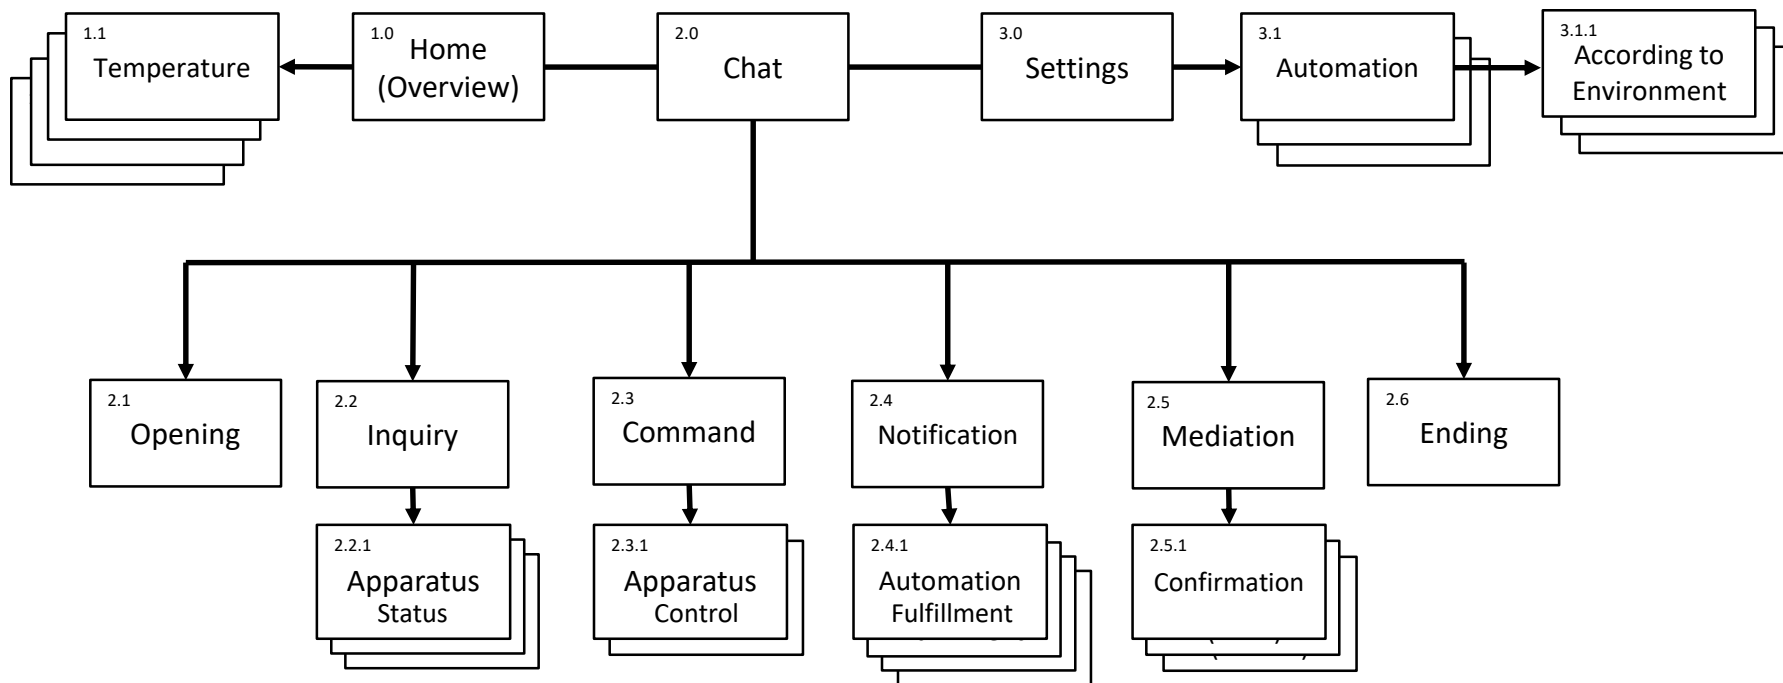 1.1
Temperature
1.0
Home
(Overview)
2.0
Chat
3.0
Settings
3.1
Automation
3.1.1
According to
Environment
2.1
Opening
2.2
Inquiry
2.3
Command
2.4
Notification
2.5
Mediation
2.6
Ending
2.2.1
Apparatus
Status
2.3.1
Apparatus
Control
2.4.1
Automation
Fulfillment
2.5.1
Confirmation